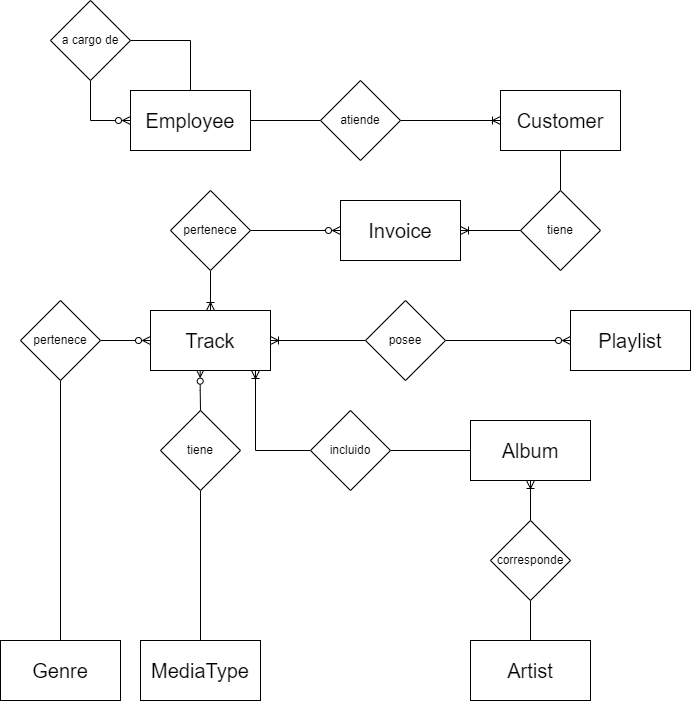 a cargo de
Employee
atiende
Customer
pertenece
Invoice
tiene
pertenece
Track
posee
Playlist
tiene
incluido
Album
corresponde
Genre
MediaType
Artist